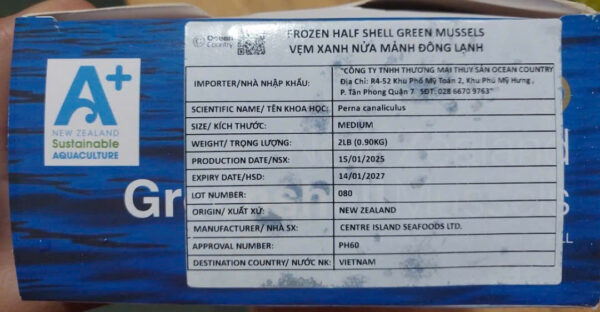 Ocean Country
FROZEN HALF SHELL GREEN MUSSELS
VẸM XANH NỬA MẢNH ĐÔNG LẠNH
IMPORTER/NHÀ NHẬP KHẨU: "CÔNG TY TNHH THƯƠNG MẠI THỦY SẢN OCEAN COUNTRY
Địa Chỉ: R4-52 Khu Phố Mỹ Toàn 2, Khu Phú Mỹ Hưng ,
P. Tân Phong Quận 7 SĐT: 028 6670 9763"
SCIENTIFIC NAME/ TÊN KHOA HỌC: Perna canaliculus
SIZE/ KÍCH THƯỚC: MEDIUM
WEIGHT/ TRỌNG LƯỢNG: 2LB (0.90KG)
PRODUCTION DATE/NSX: 15/01/2025
EXPIRY DATE/HSD: 14/01/2027
LOT NUMBER: 080
ORIGIN/ XUẤT XỨ: NEW ZEALAND
MANUFACTURER/ NHÀ SX: CENTRE ISLAND SEAFOODS LTD.
APPROVAL NUMBER: PH60
DESTINATION COUNTRY/ NƯỚC NK: VIETNAM
A+
NEW ZEALAND
Sustainable
AQUACULTURE